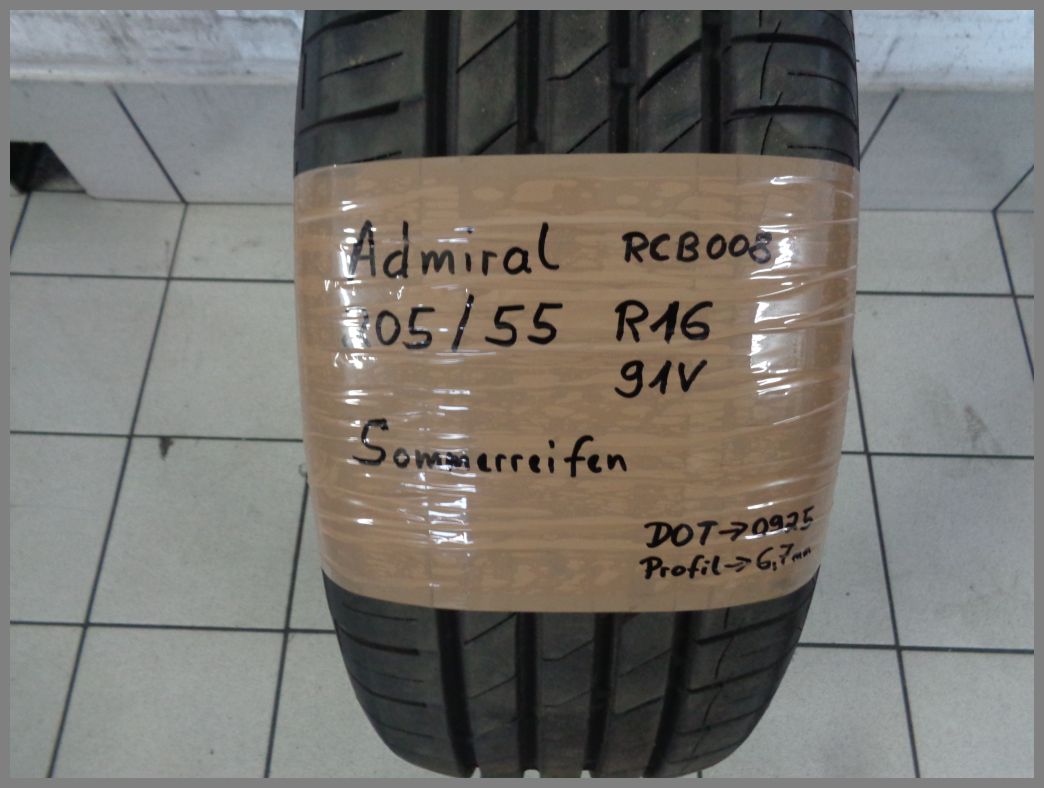 Admiral RCB008
205/55 R16
91V
Sommerreifen
DOT→0925
Profil→6,7mm